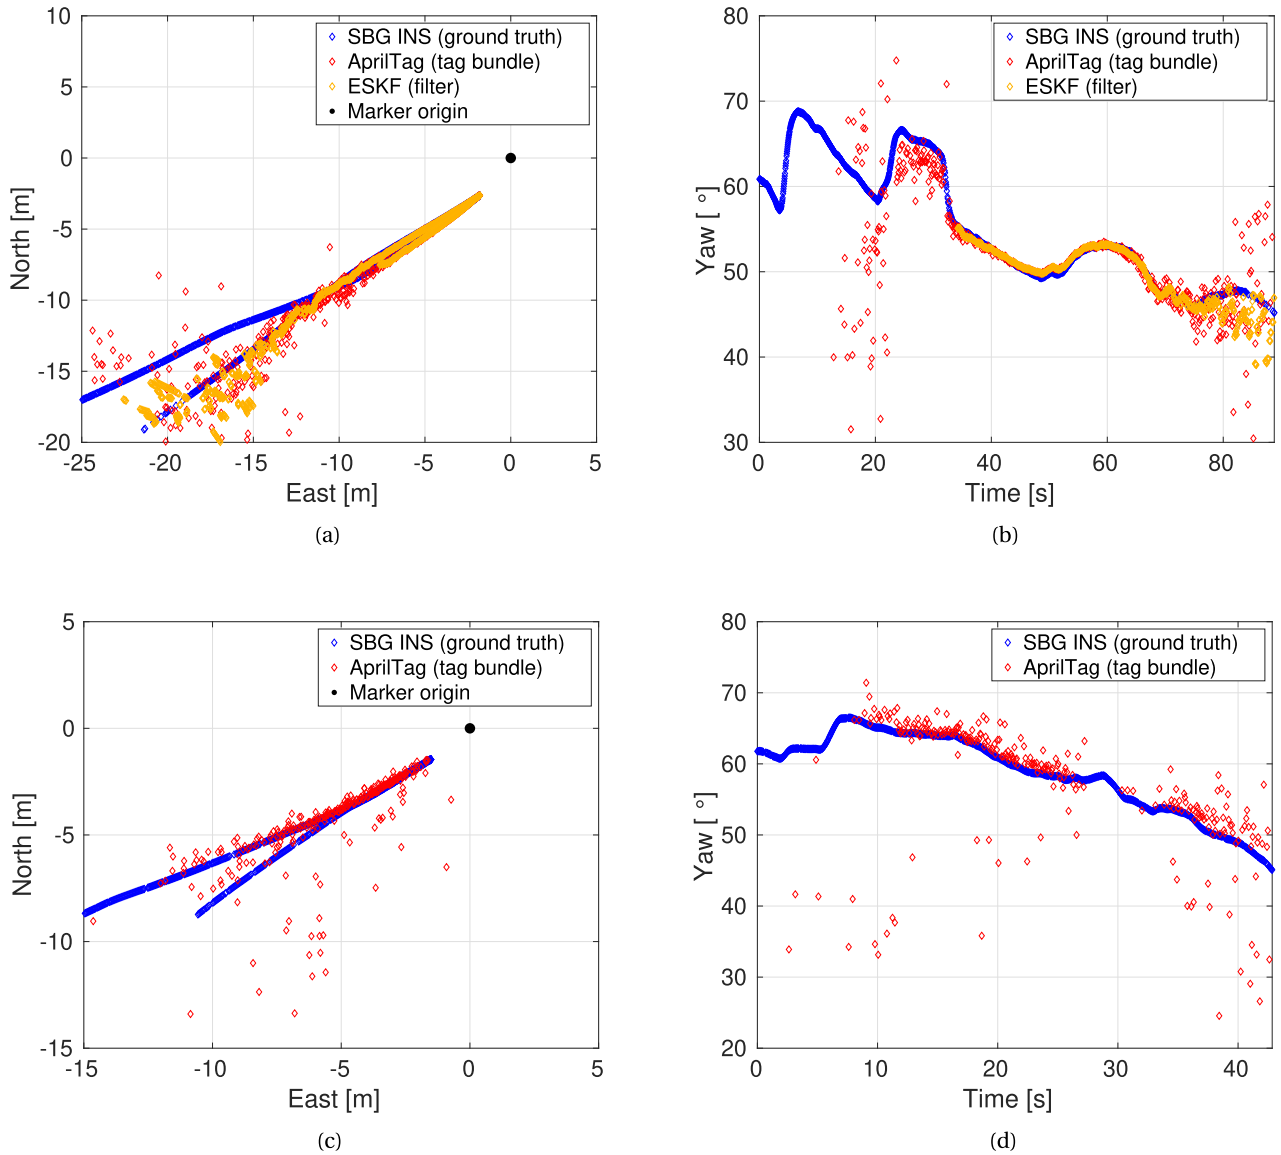 10
5
0
-5
-10
-15
-20
-25
-20
-15
-10
-5
0
5
North [m]
East [m]
SBG INS (ground truth)
AprilTag (tag bundle)
ESKF (filter)
Marker origin
(a)
80
70
60
50
40
30
0
20
40
60
80
Yaw [ °]
Time [s]
SBG INS (ground truth)
AprilTag (tag bundle)
ESKF (filter)
(b)
5
0
-5
-10
-15
-15
-10
-5
0
5
North [m]
East [m]
SBG INS (ground truth)
AprilTag (tag bundle)
Marker origin
(c)
80
70
60
50
40
30
20
0
10
20
30
40
Yaw [ °]
Time [s]
SBG INS (ground truth)
AprilTag (tag bundle)
(d)